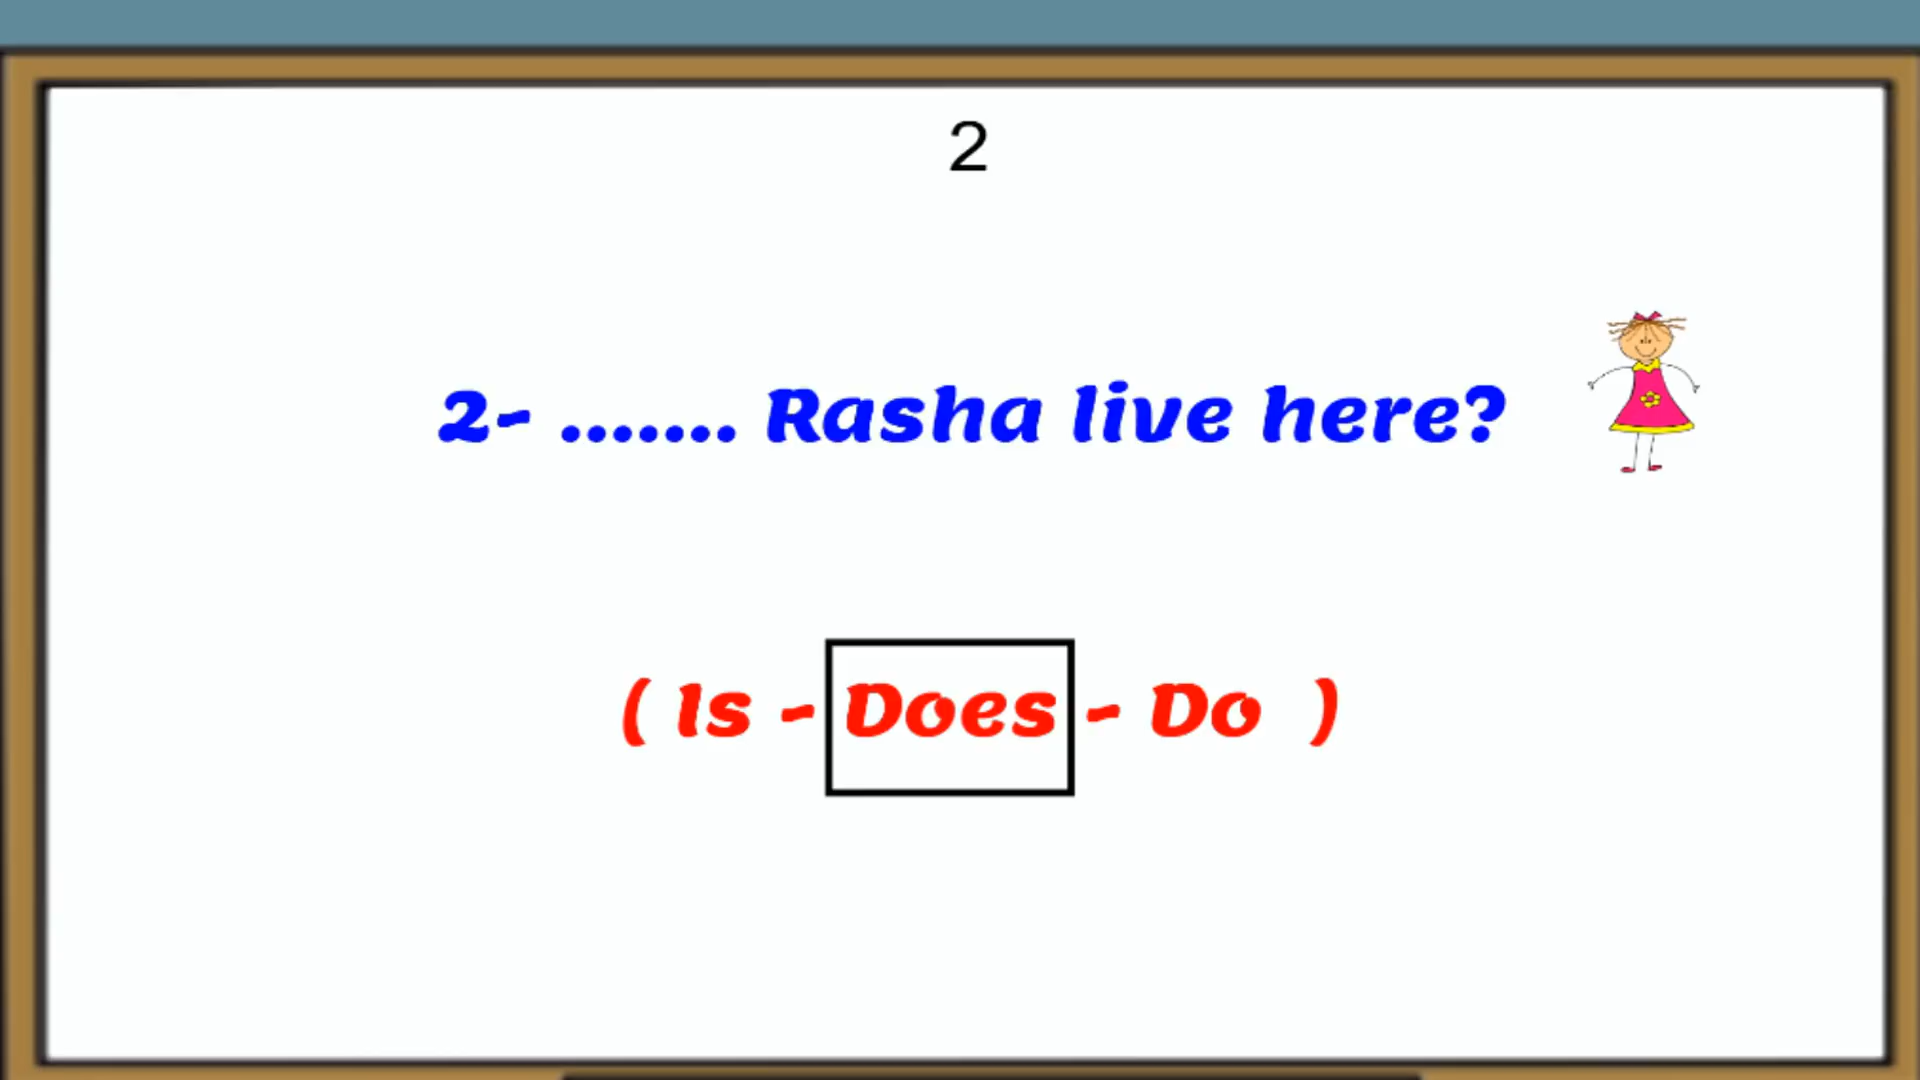 2
2- ....... Rasha live here?
( Is - Does - Do )